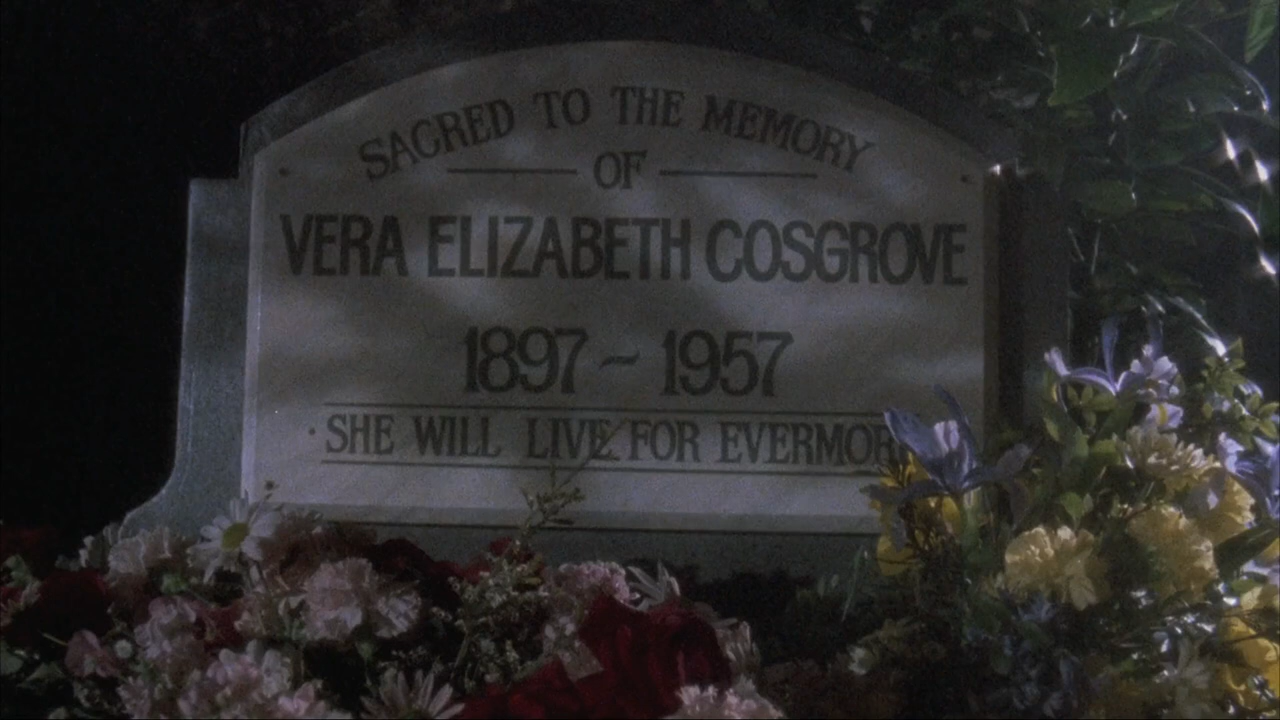 SACRED TO THE MEMORY
OF
VERA ELIZABETH COSGROVE
1897 ~ 1957
· SHE WILL LIVE FOR EVERMOR